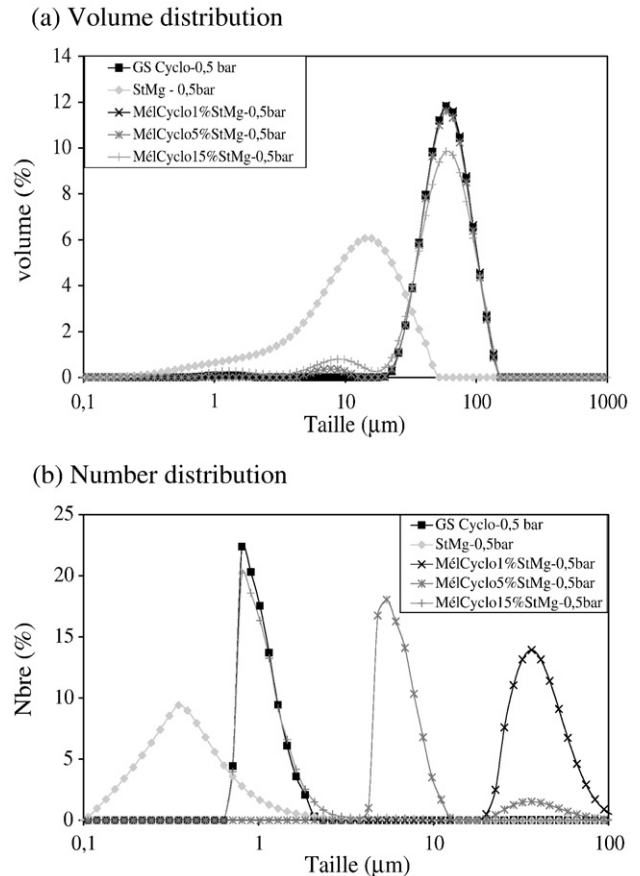 (a) Volume distribution
14
12
10
8
6
4
2
0
volume (%)
GS Cyclo-0,5 bar
StMg - 0,5bar
MélCyclo1%StMg-0,5bar
MélCyclo5%StMg-0,5bar
MélCyclo15%StMg-0,5bar
0,1 1 10 100 1000
Taille (µm)
(b) Number distribution
25
20
15
10
5
0
Nbre (%)
GS Cyclo-0,5 bar
StMg-0,5bar
MélCyclo1%StMg-0,5bar
MélCyclo5%StMg-0,5bar
MélCyclo15%StMg-0,5bar
0,1 1 10 100
Taille (µm)